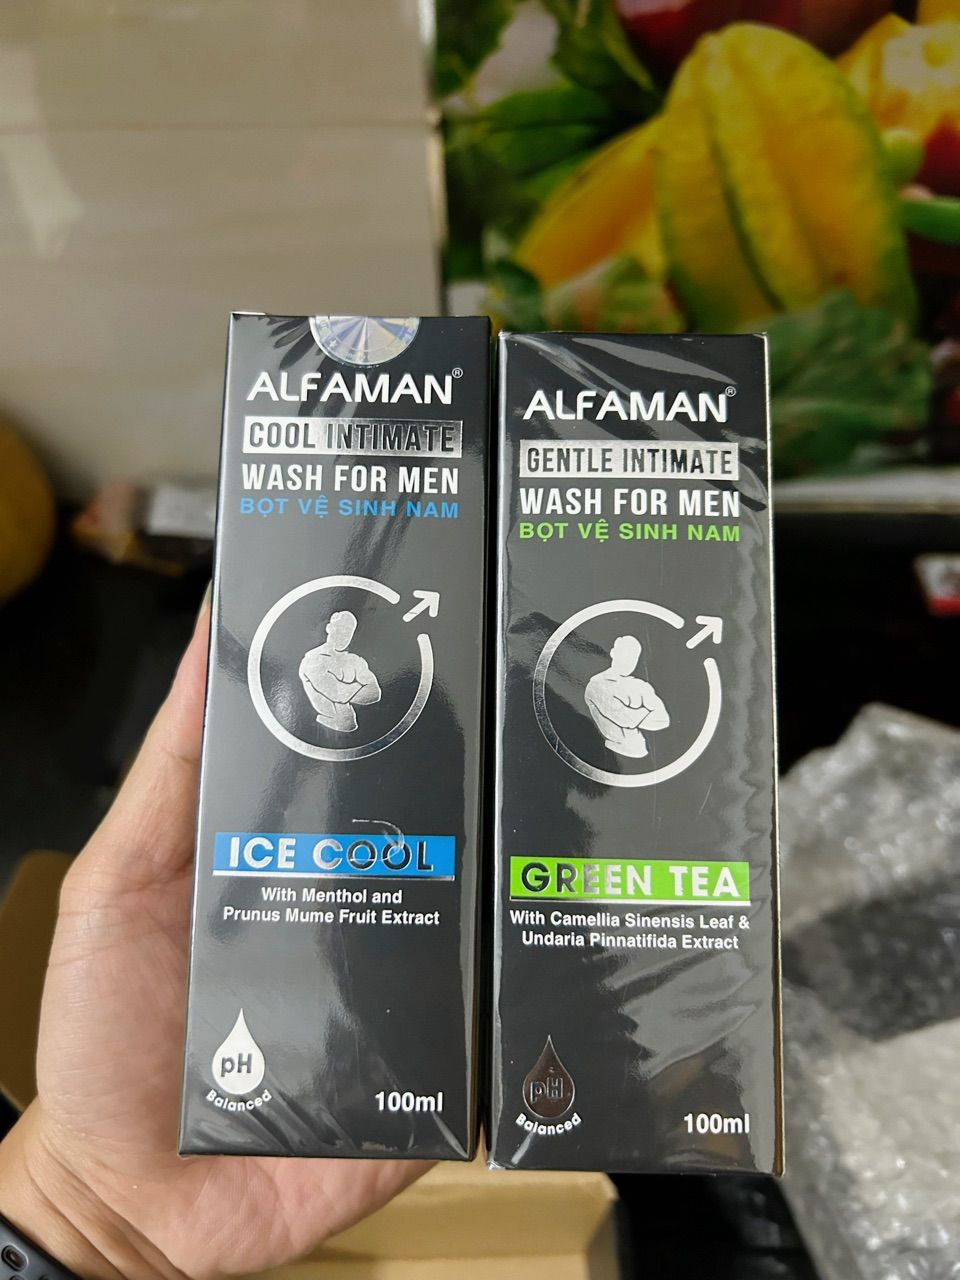 ALFAMAN®
COOL INTIMATE
WASH FOR MEN
BỌT VỆ SINH NAM
ICE COOL
With Menthol and
Prunus Mume Fruit Extract
pH
Balanced
100ml
ALFAMAN®
GENTLE INTIMATE
WASH FOR MEN
BỌT VỆ SINH NAM
GREEN TEA
With Camellia Sinensis Leaf &
Undaria Pinnatifida Extract
pH
Balanced
100ml